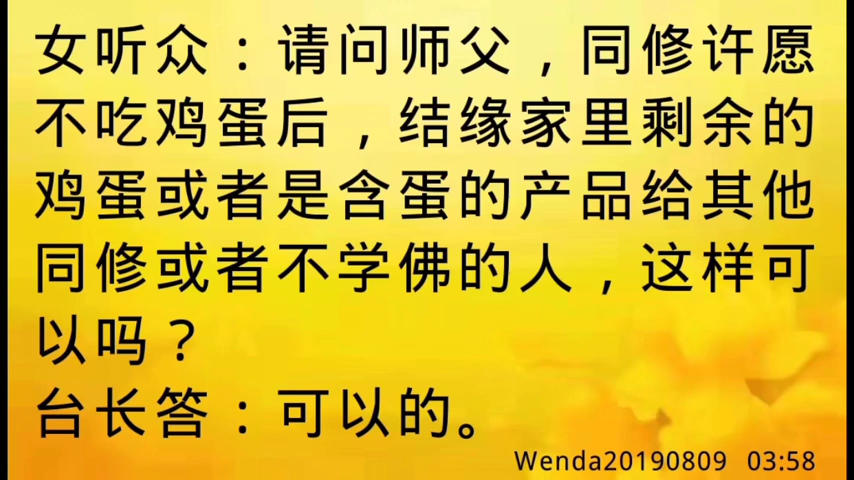 女听众：请问师父，同修许愿
不吃鸡蛋后，结缘家里剩余的
鸡蛋或者是含蛋的产品给其他
同修或者不学佛的人，这样可
以吗？
台长答：可以的。
Wenda20190809 03:58